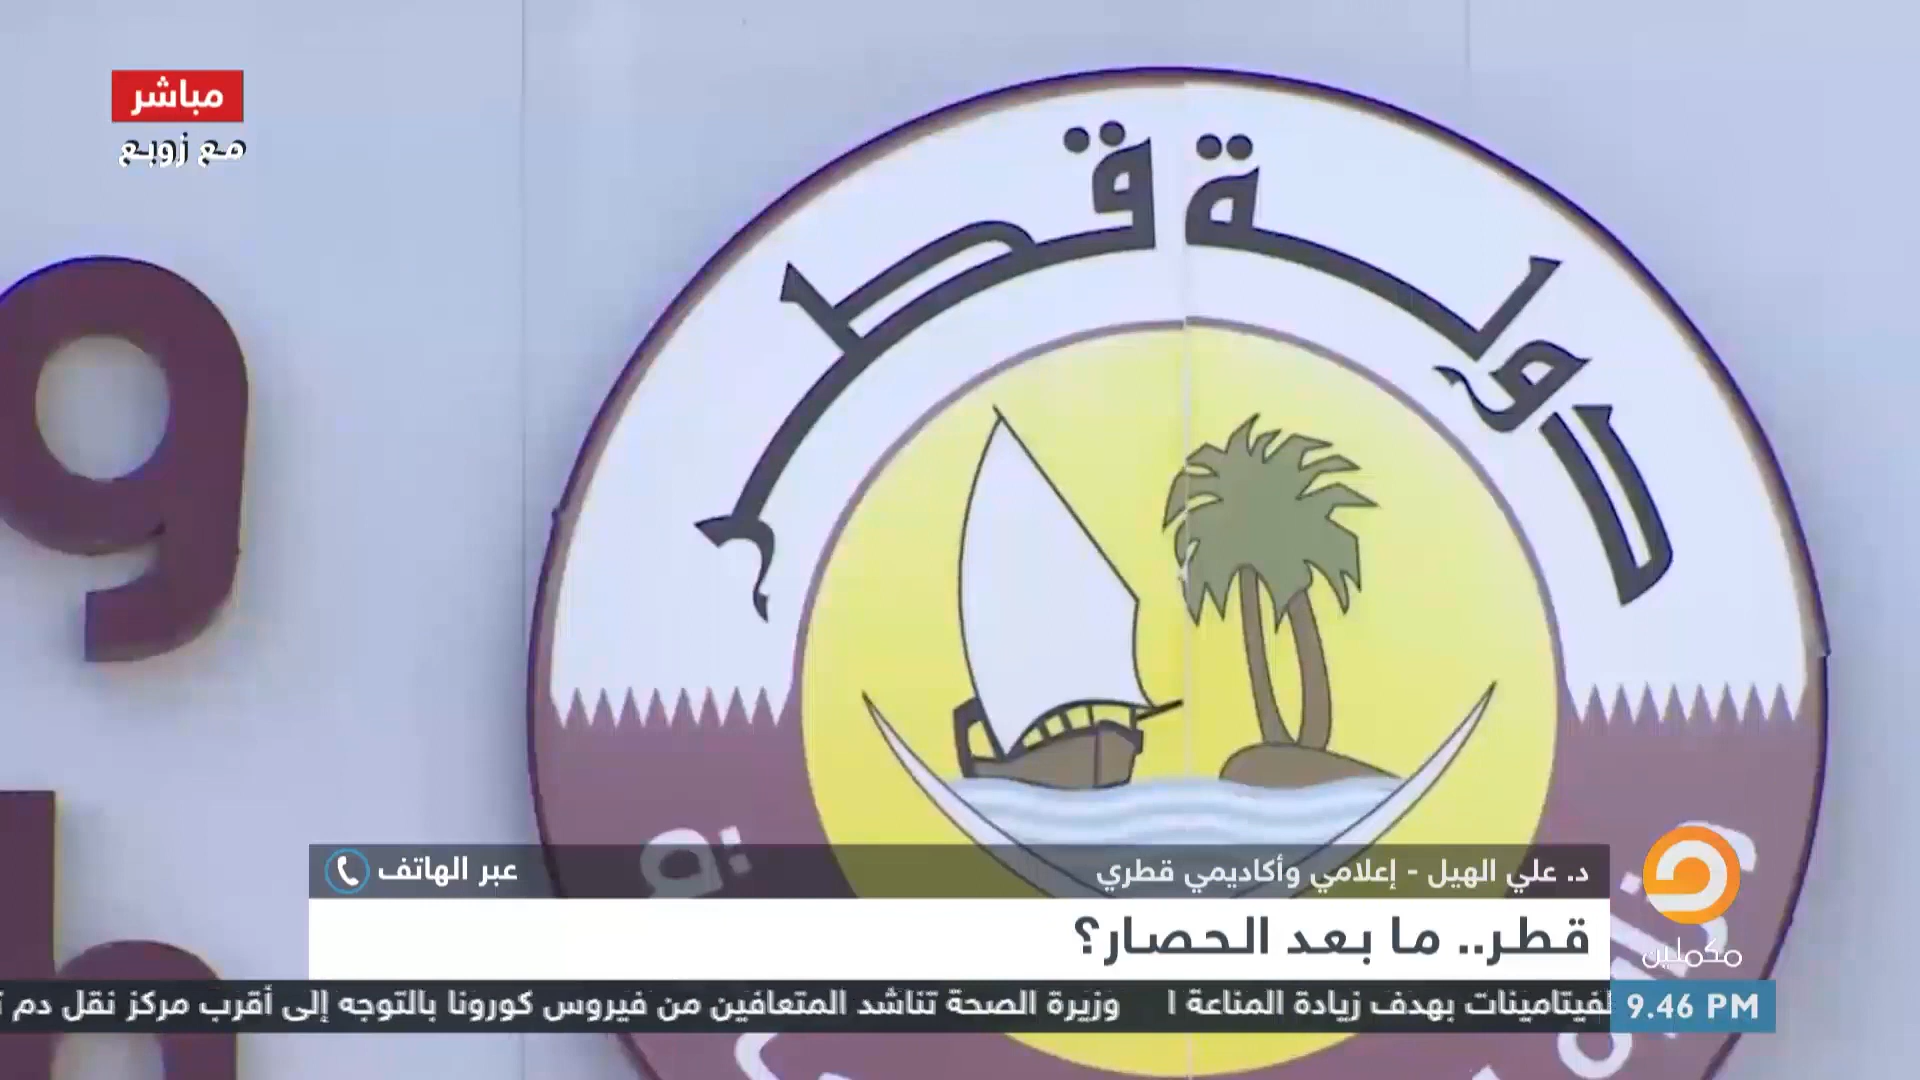 مباشر
مع زوبع
دولة قطر
د. علي الهيل - إعلامي وأكاديمي قطري
عبر الهاتف
قطر.. ما بعد الحصار؟
مكملين
9.46 PM
بهدف زيادة المناعة ا وزيرة الصحة تناشد المتعافين من فيروس كورونا بالتوجه إلى أقرب مركز نقل دم